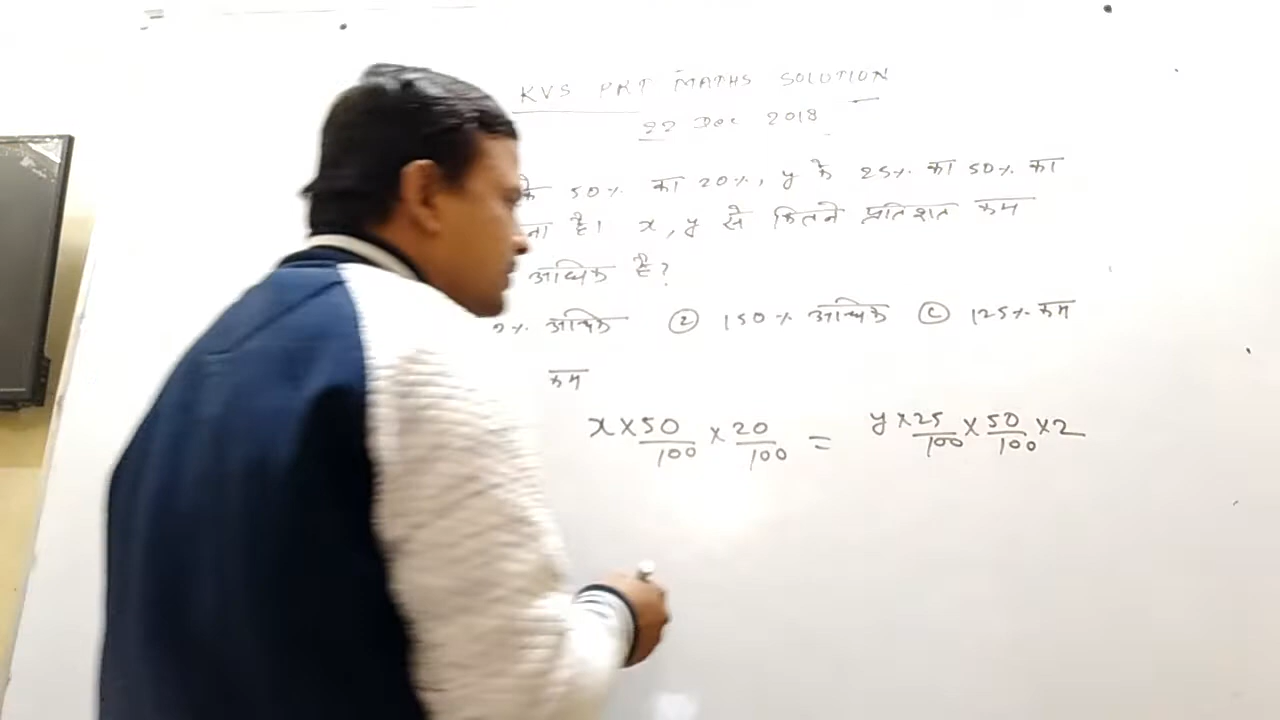 KVS PRT MATHS SOLUTION
22 Dec 2018
के 50% का 20%, y के 25% का 50% का
ना है। x, y से कितने प्रतिशत कम
अधिक है?
% अधिक (2) 150% अधिक (c) 125% कम
कम
x × 50/100 × 20/100 = y × 25/100 × 50/100 × 2